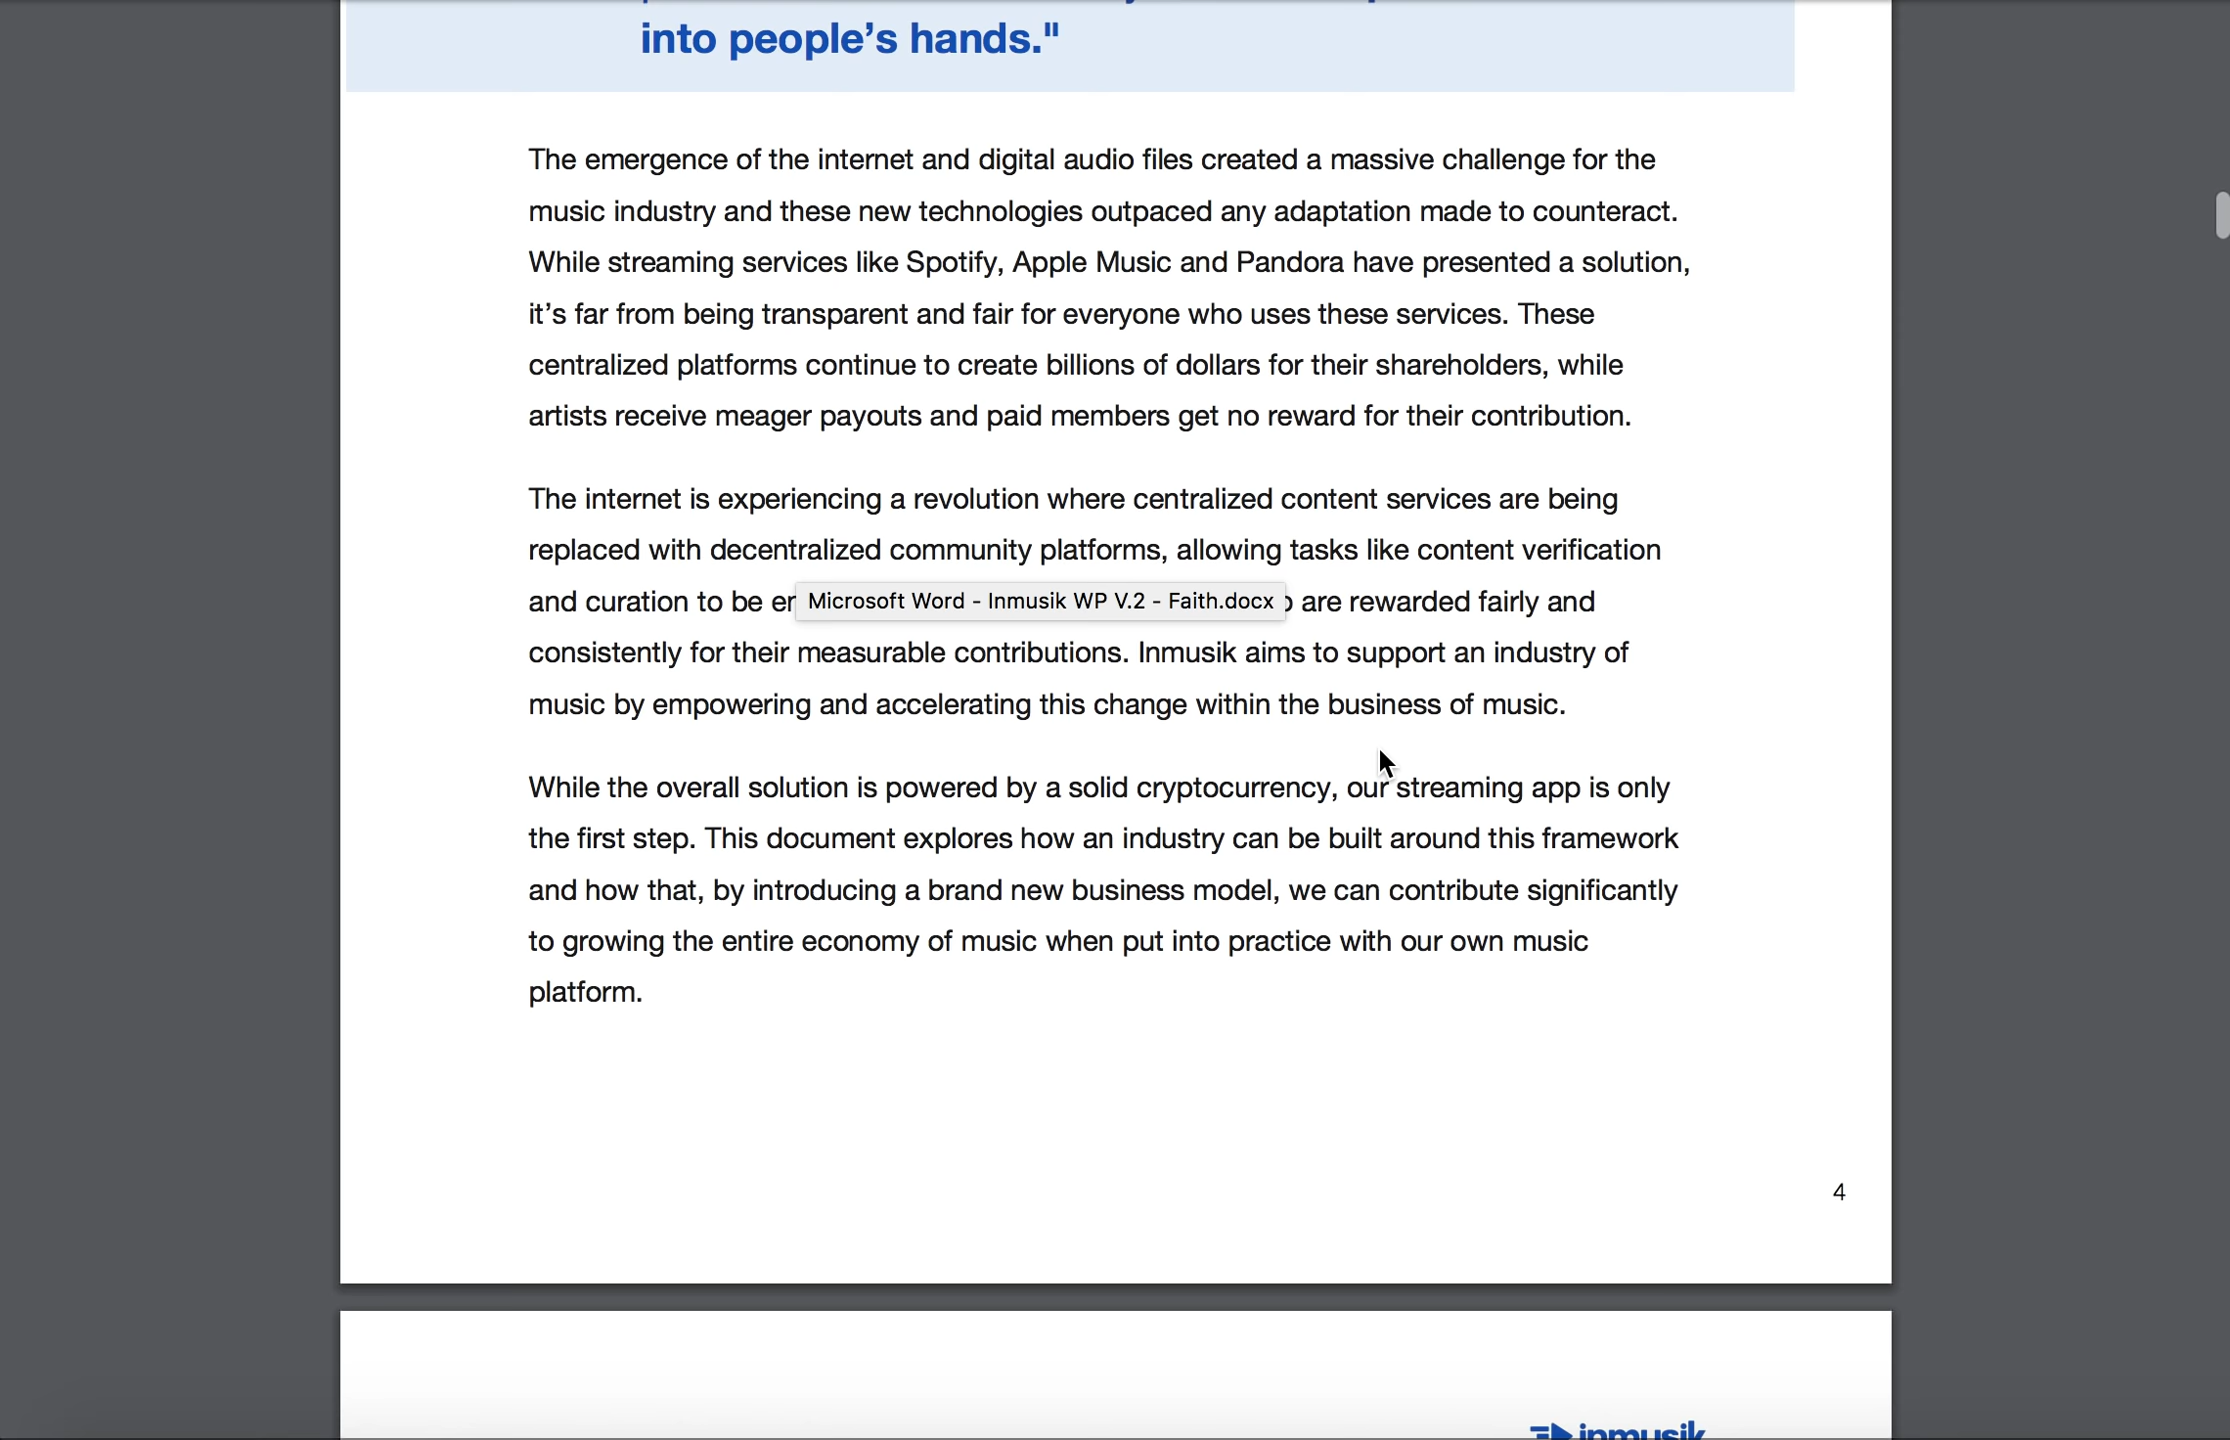 into people’s hands."
The emergence of the internet and digital audio files created a massive challenge for the
music industry and these new technologies outpaced any adaptation made to counteract.
While streaming services like Spotify, Apple Music and Pandora have presented a solution,
it’s far from being transparent and fair for everyone who uses these services. These
centralized platforms continue to create billions of dollars for their shareholders, while
artists receive meager payouts and paid members get no reward for their contribution.
The internet is experiencing a revolution where centralized content services are being
replaced with decentralized community platforms, allowing tasks like content verification
and curation to be Microsoft Word - Inmusik WP V.2 - Faith.docx are rewarded fairly and
consistently for their measurable contributions. Inmusik aims to support an industry of
music by empowering and accelerating this change within the business of music.
While the overall solution is powered by a solid cryptocurrency, our streaming app is only
the first step. This document explores how an industry can be built around this framework
and how that, by introducing a brand new business model, we can contribute significantly
to growing the entire economy of music when put into practice with our own music
platform.
4
inmusik